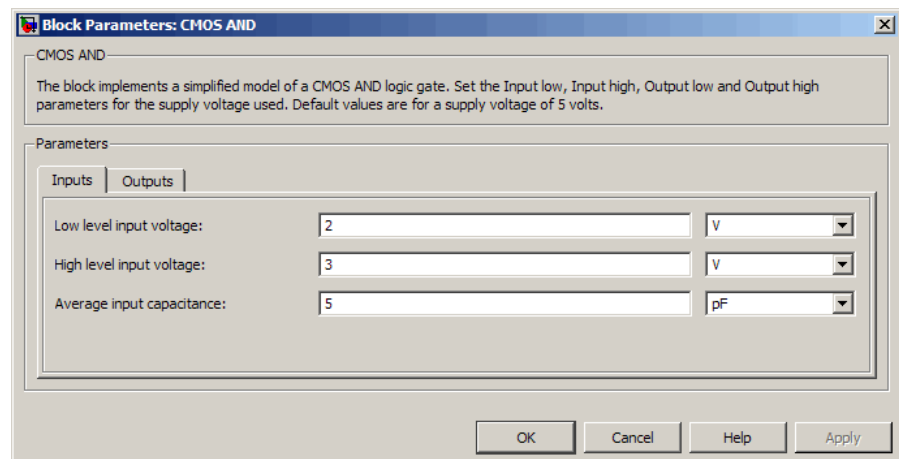 Block Parameters: CMOS AND
CMOS AND
The block implements a simplified model of a CMOS AND logic gate. Set the Input low, Input high, Output low and Output high
parameters for the supply voltage used. Default values are for a supply voltage of 5 volts.
Parameters
Inputs Outputs
Low level input voltage: 2 V
High level input voltage: 3 V
Average input capacitance: 5 pF
OK Cancel Help Apply